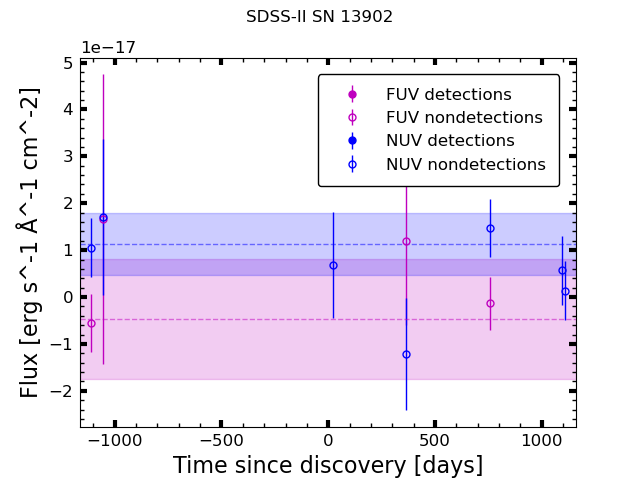 SDSS-II SN 13902
1e−17
FUV detections
FUV nondetections
NUV detections
NUV nondetections
5
4
3
2
1
0
−1
−2
Flux [erg s^-1 Å^-1 cm^-2]
−1000 −500 0 500 1000
Time since discovery [days]